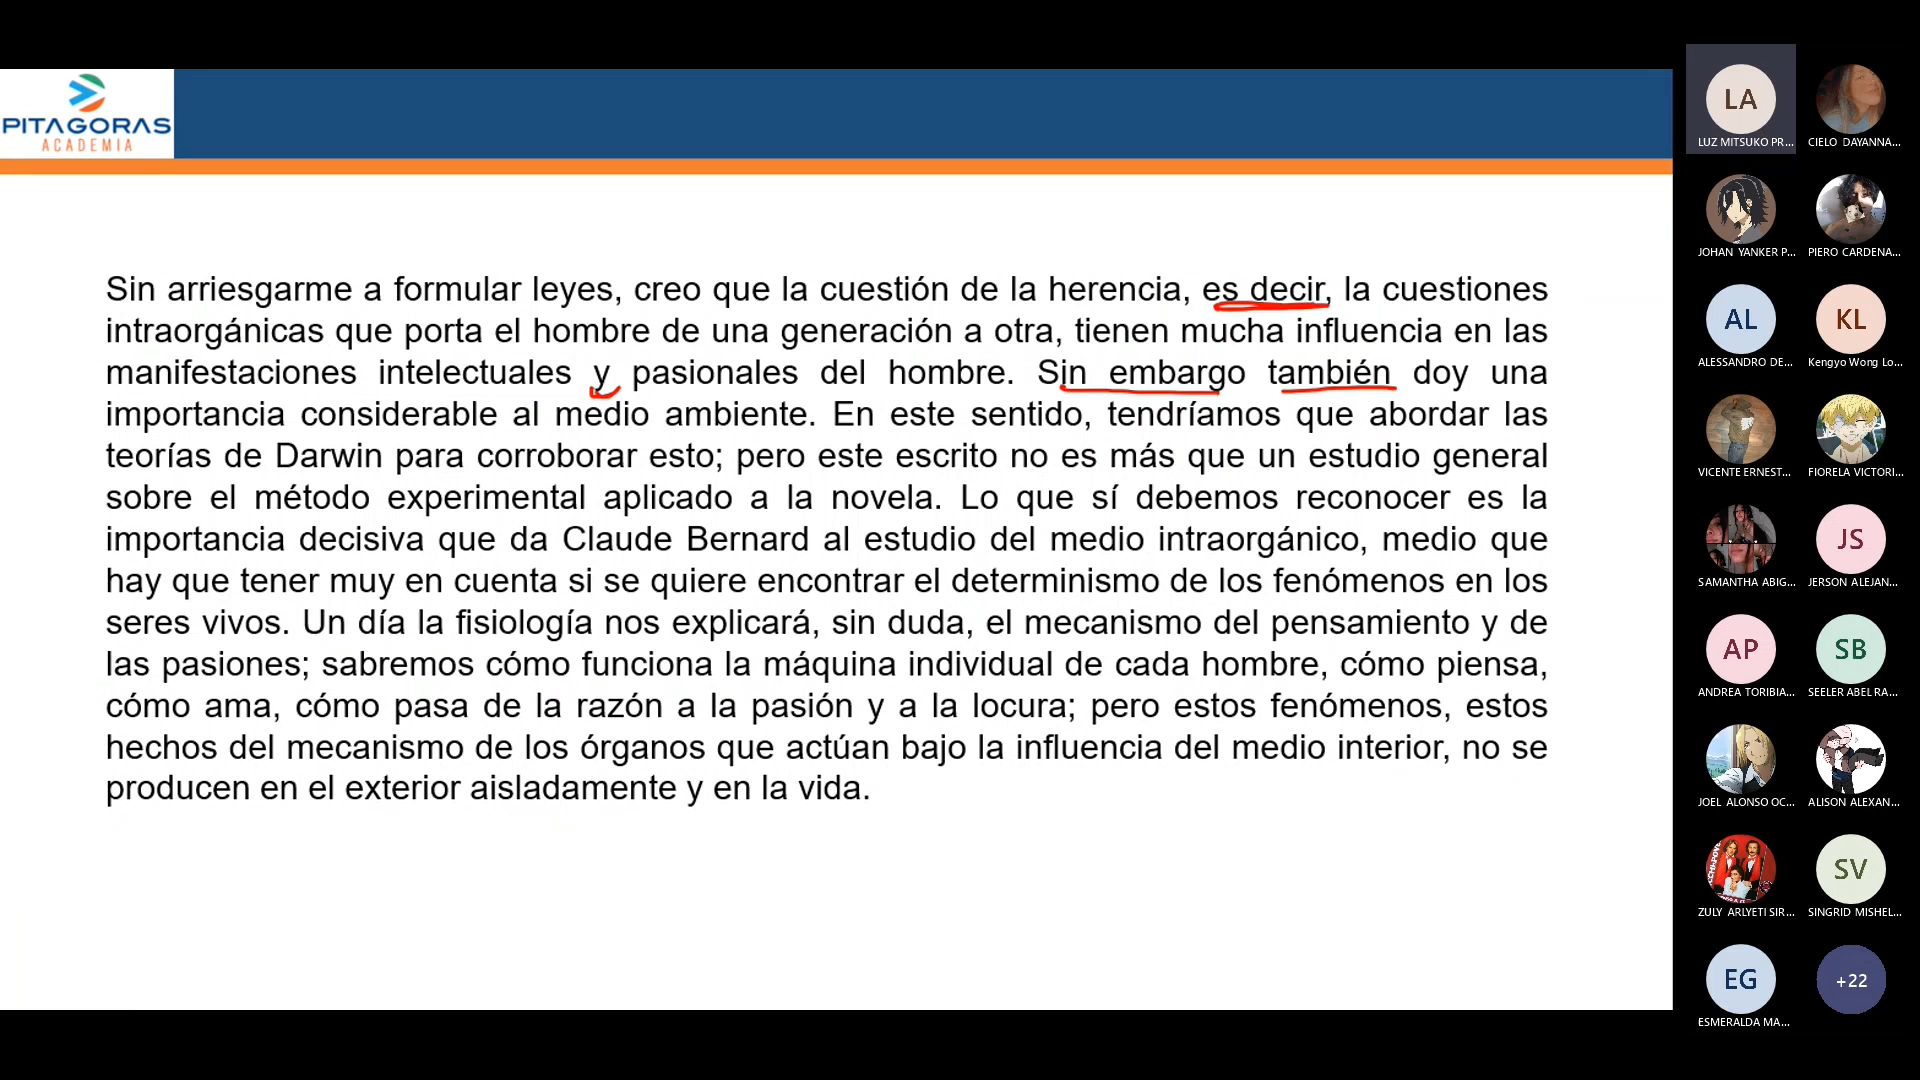 PITAGORAS
ACADEMIA
Sin arriesgarme a formular leyes, creo que la cuestión de la herencia, es decir, la cuestiones
intraorgánicas que porta el hombre de una generación a otra, tienen mucha influencia en las
manifestaciones intelectuales y pasionales del hombre. Sin embargo también doy una
importancia considerable al medio ambiente. En este sentido, tendríamos que abordar las
teorías de Darwin para corroborar esto; pero este escrito no es más que un estudio general
sobre el método experimental aplicado a la novela. Lo que sí debemos reconocer es la
importancia decisiva que da Claude Bernard al estudio del medio intraorgánico, medio que
hay que tener muy en cuenta si se quiere encontrar el determinismo de los fenómenos en los
seres vivos. Un día la fisiología nos explicará, sin duda, el mecanismo del pensamiento y de
las pasiones; sabremos cómo funciona la máquina individual de cada hombre, cómo piensa,
cómo ama, cómo pasa de la razón a la pasión y a la locura; pero estos fenómenos, estos
hechos del mecanismo de los órganos que actúan bajo la influencia del medio interior, no se
producen en el exterior aisladamente y en la vida.
LA
LUZ MITSUKO PR...
CIELO DAYANNA...
JOHAN YANKER P...
PIERO CARDENA...
AL
ALESSANDRO DE...
KL
Kengyo Wong Lo...
VICENTE ERNEST...
FIORELA VICTORI...
SAMANTHA ABIG...
JS
JERSON ALEJAN...
AP
ANDREA TORIBIA...
SB
SEELER ABEL RA...
JOEL ALONSO OC...
ALISON ALEXAN...
ZULY ARLYETI SIR...
SV
SINGRID MISHEL...
EG
ESMERALDA MA...
+22